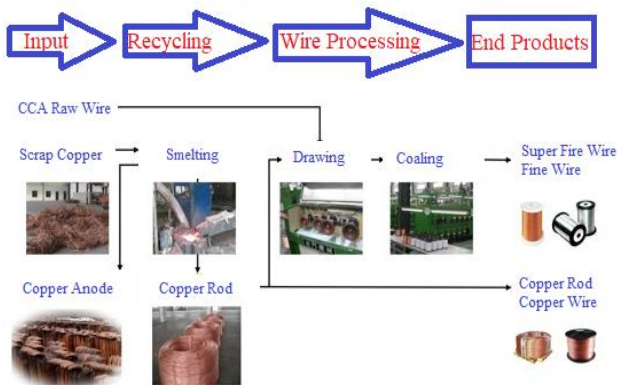 Input
Recycling
Wire Processing
End Products
CCA Raw Wire
Scrap Copper
Smelting
Drawing
Coaling
Super Fire Wire
Fine Wire
Copper Anode
Copper Rod
Copper Rod
Copper Wire